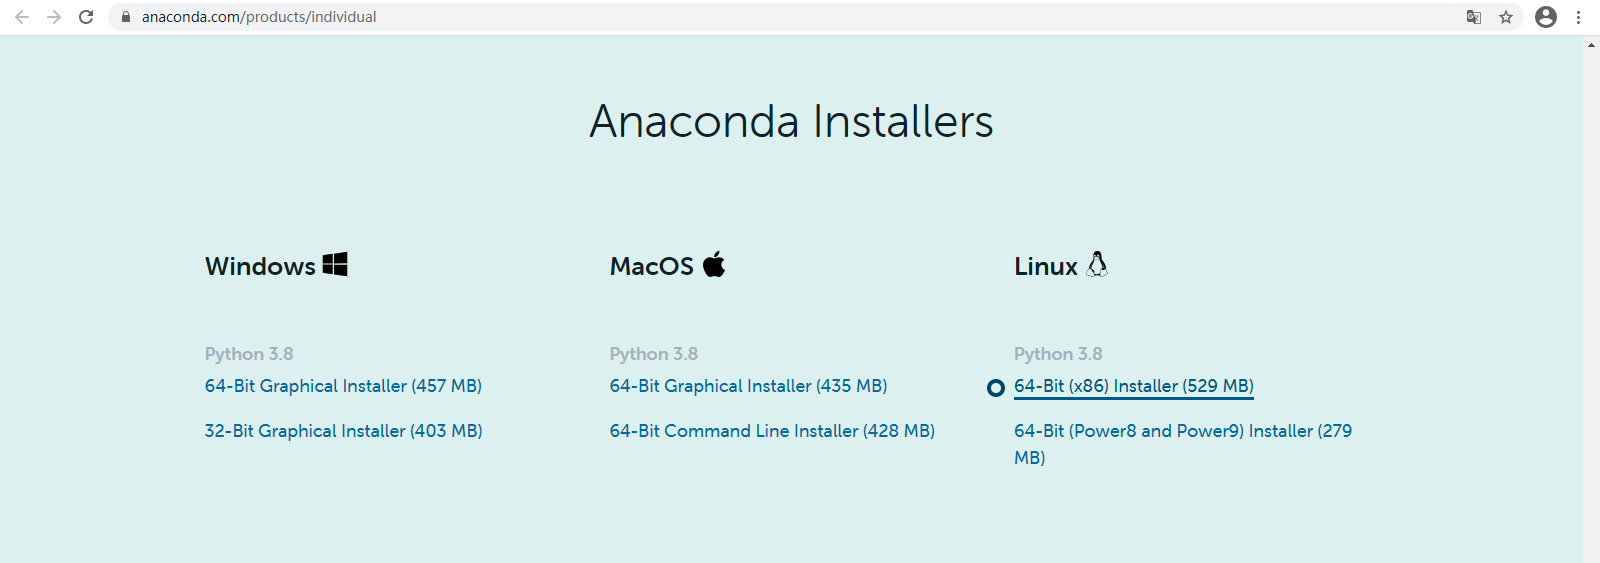 anaconda.com/products/individual
Anaconda Installers
Windows
Python 3.8
64-Bit Graphical Installer (457 MB)
32-Bit Graphical Installer (403 MB)
MacOS
Python 3.8
64-Bit Graphical Installer (435 MB)
64-Bit Command Line Installer (428 MB)
Linux
Python 3.8
64-Bit (x86) Installer (529 MB)
64-Bit (Power8 and Power9) Installer (279
MB)